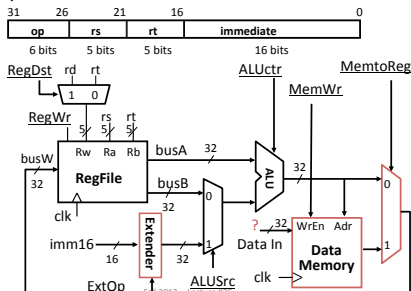 31 26 21 16 0
op rs rt immediate
6 bits 5 bits 5 bits 16 bits
RegDst rd rt ALUctr MemtoReg
1 0 MemWr
RegWr rs rt
5 5 5
Rw Ra Rb busA 32 32
busW RegFile ALU 0
32 busB
32 0
clk ? 32 WrEn Adr
imm16 Extender 32 1 Data In Data 1
16 Memory
ExtOp ALUSrc clk